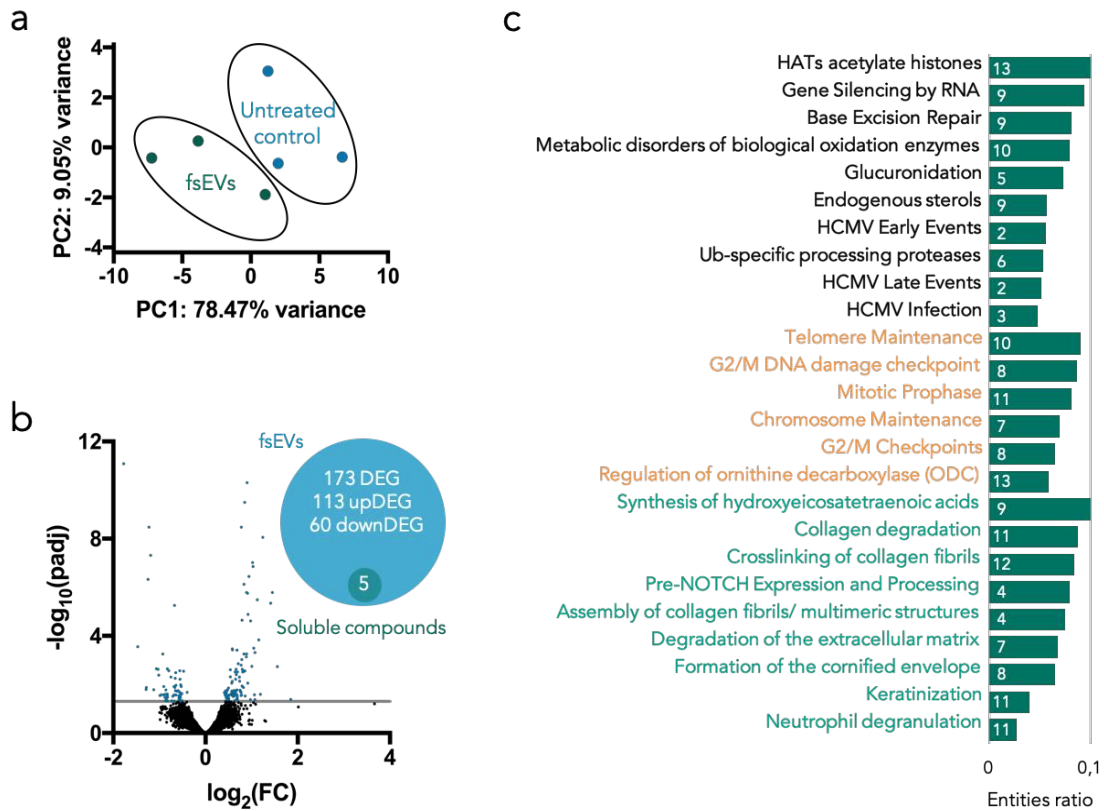 a
4
2
0
-2
-4
-10
-5
0
5
10
PC2: 9.05% variance
PC1: 78.47% variance
Untreated
control
fsEVs
b
12
8
4
0
-2
0
2
4
-log10(padj)
log2(FC)
fsEVs
173 DEG
113 upDEG
60 downDEG
5
Soluble compounds
c
HATs acetylate histones 13
Gene Silencing by RNA 9
Base Excision Repair 9
Metabolic disorders of biological oxidation enzymes 10
Glucuronidation 5
Endogenous sterols 9
HCMV Early Events 2
Ub-specific processing proteases 6
HCMV Late Events 2
HCMV Infection 3
Telomere Maintenance 10
G2/M DNA damage checkpoint 8
Mitotic Prophase 11
Chromosome Maintenance 7
G2/M Checkpoints 8
Regulation of ornithine decarboxylase (ODC) 13
Synthesis of hydroxyeicosatetraenoic acids 9
Collagen degradation 11
Crosslinking of collagen fibrils 12
Pre-NOTCH Expression and Processing 4
Assembly of collagen fibrils/ multimeric structures 4
Degradation of the extracellular matrix 7
Formation of the cornified envelope 8
Keratinization 11
Neutrophil degranulation 11
0 0,1
Entities ratio